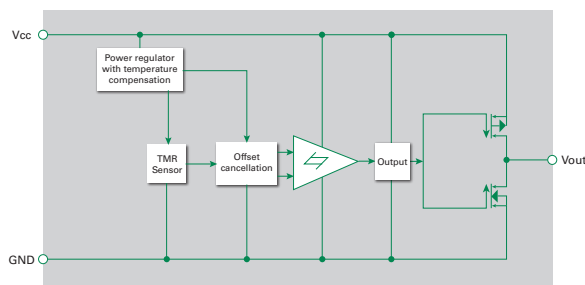 Vcc
Power regulator
with temperature
compensation
TMR
Sensor
Offset
cancellation
Output
Vout
GND